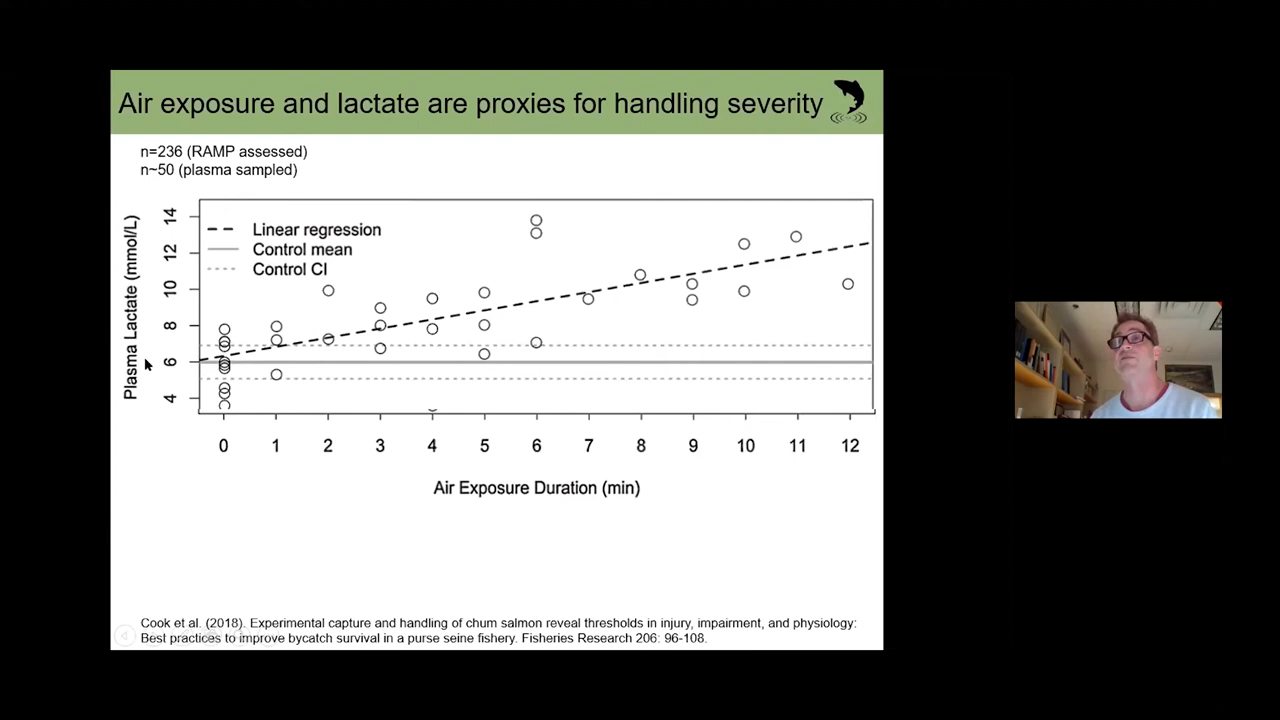 Air exposure and lactate are proxies for handling severity
n=236 (RAMP assessed)
n~50 (plasma sampled)
Plasma Lactate (mmol/L)
14
12
10
8
6
4
Linear regression
Control mean
Control CI
0 1 2 3 4 5 6 7 8 9 10 11 12
Air Exposure Duration (min)
Cook et al. (2018). Experimental capture and handling of chum salmon reveal thresholds in injury, impairment, and physiology:
Best practices to improve bycatch survival in a purse seine fishery. Fisheries Research 206: 96-108.